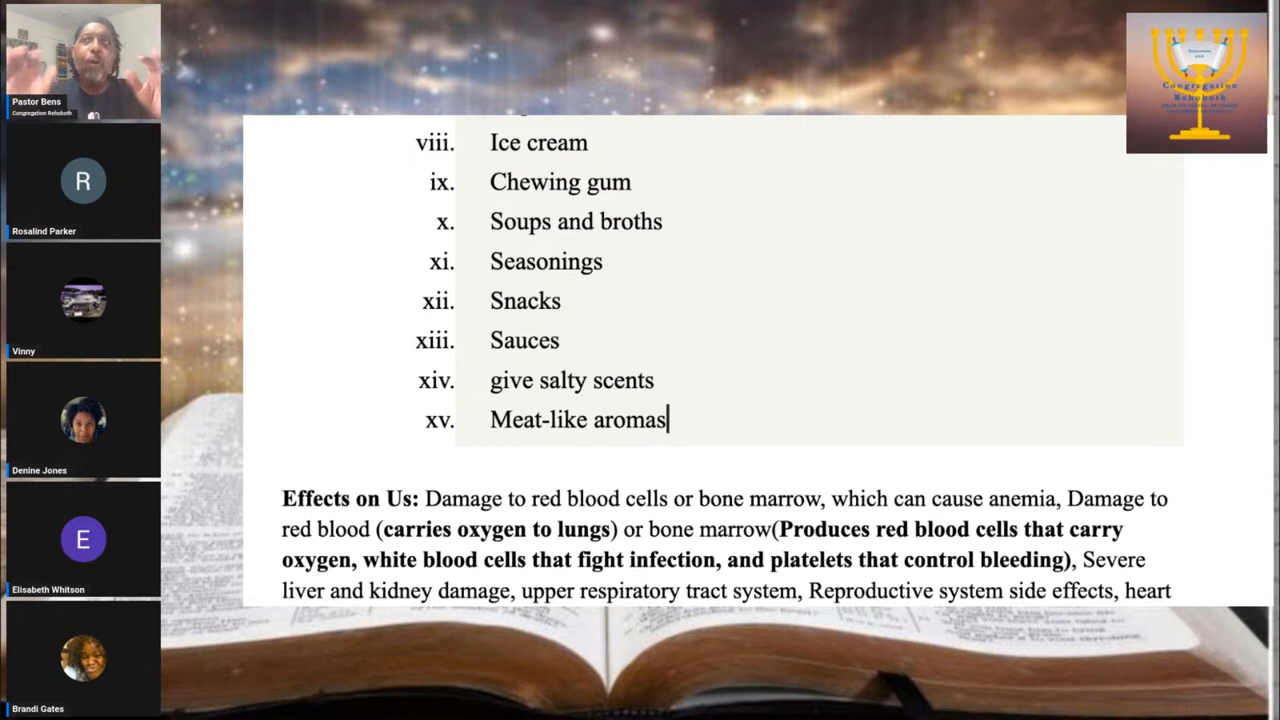 Pastor Bens
Congregation Rehoboth
R
Rosalind Parker
Vinny
Denine Jones
E
Elisabeth Whitson
Brandi Gates
Congregation
Rehoboth
viii. Ice cream
ix. Chewing gum
x. Soups and broths
xi. Seasonings
xii. Snacks
xiii. Sauces
xiv. give salty scents
xv. Meat-like aromas
Effects on Us: Damage to red blood cells or bone marrow, which can cause anemia, Damage to
red blood (carries oxygen to lungs) or bone marrow(Produces red blood cells that carry
oxygen, white blood cells that fight infection, and platelets that control bleeding), Severe
liver and kidney damage, upper respiratory tract system, Reproductive system side effects, heart